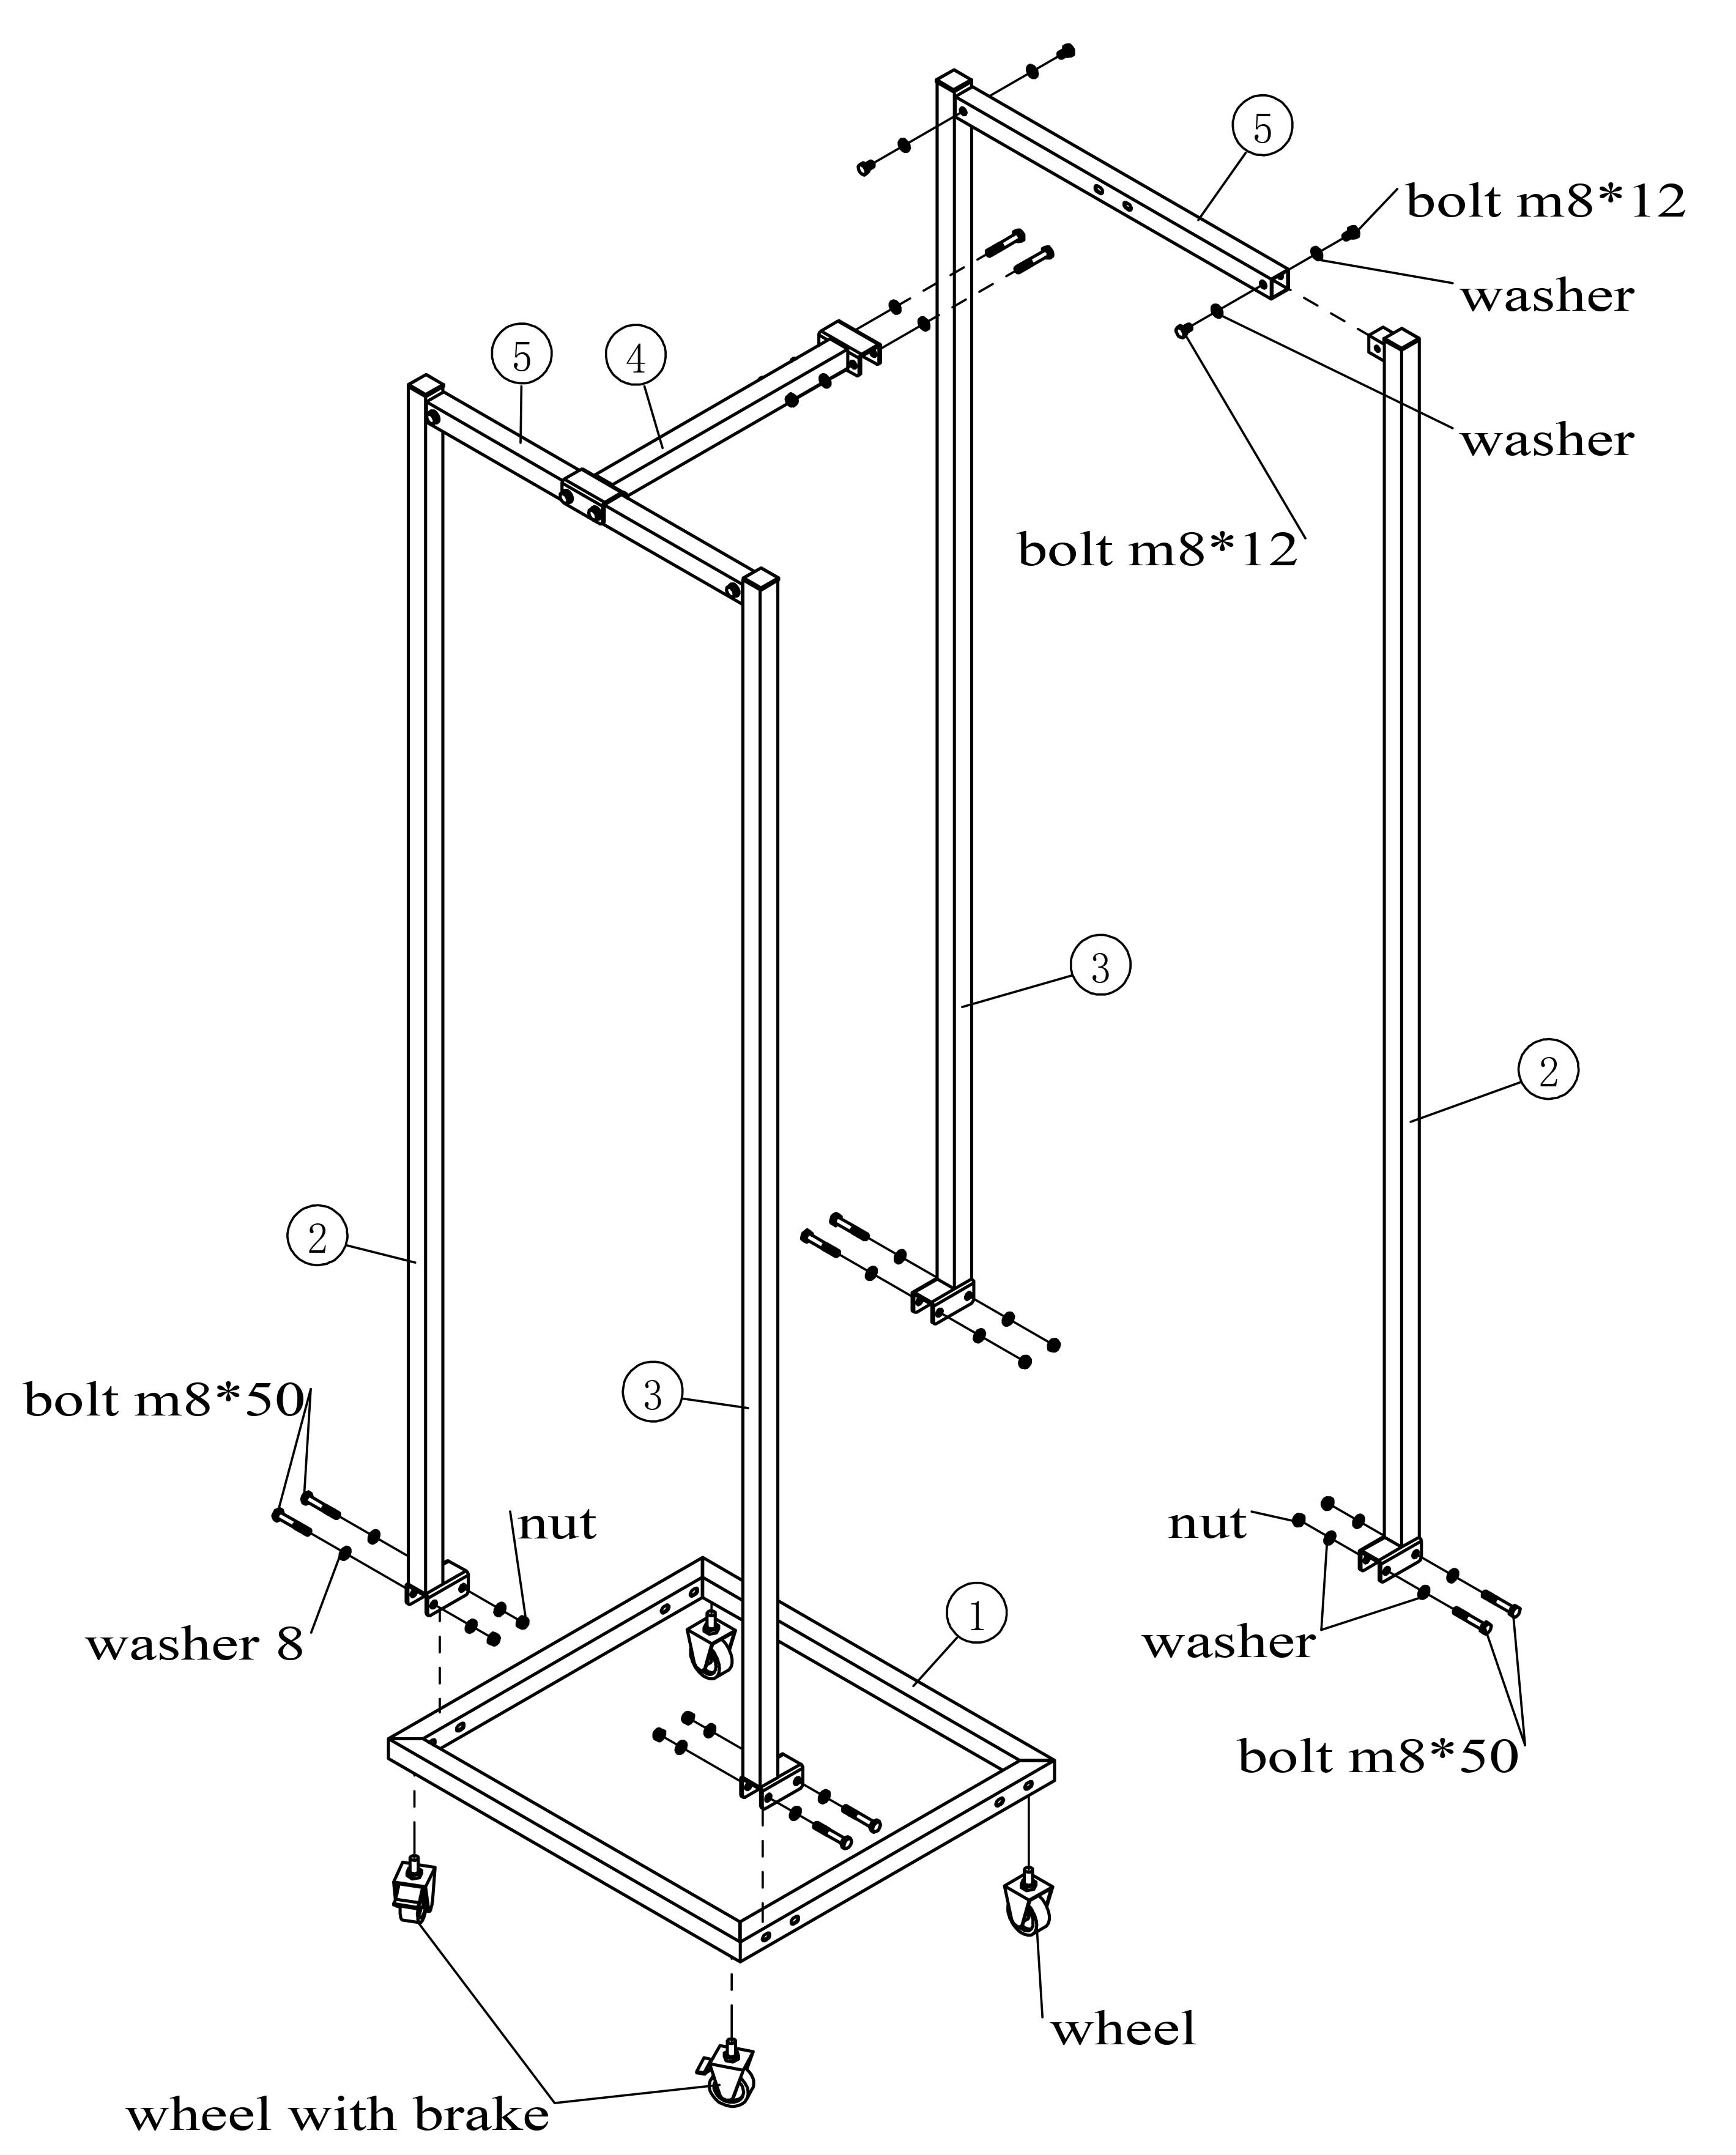 5
bolt m8*12
washer
5
4
washer
bolt m8*12
3
2
2
3
bolt m8*50
nut
nut
1
washer 8
washer
bolt m8*50
wheel
wheel with brake